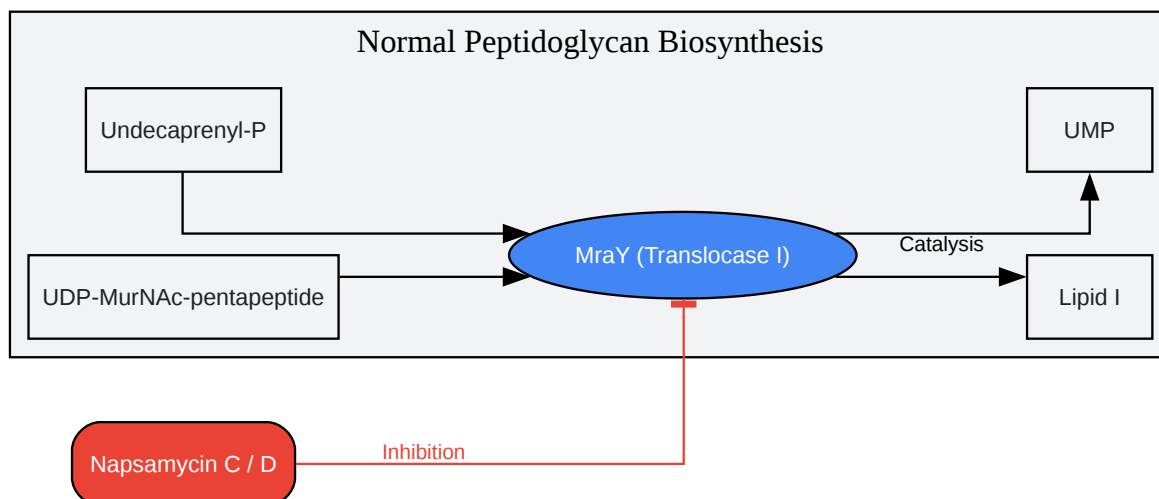 Normal Peptidoglycan Biosynthesis
Undecaprenyl-P
UMP
MraY (Translocase I)
Catalysis
UDP-MurNAc-pentapeptide
Lipid I
Inhibition
Napsamycin C / D